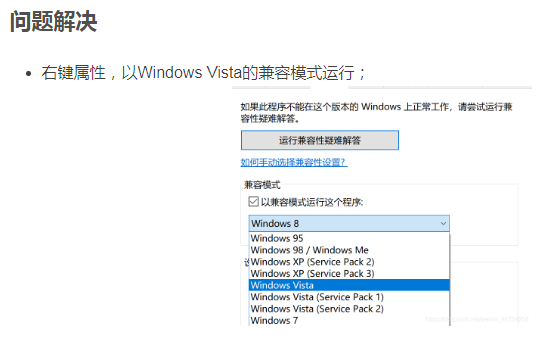 问题解决
右键属性，以Windows Vista的兼容模式运行；
如果此程序不能在这个版本的 Windows 上正常工作，请尝试运行兼
容性疑难解答。
运行兼容性疑难解答
如何手动选择兼容性设置?
兼容模式
以兼容模式运行这个程序:
Windows 8
Windows 95
Windows 98 / Windows Me
Windows XP (Service Pack 2)
Windows XP (Service Pack 3)
Windows Vista
Windows Vista (Service Pack 1)
Windows Vista (Service Pack 2)
Windows 7